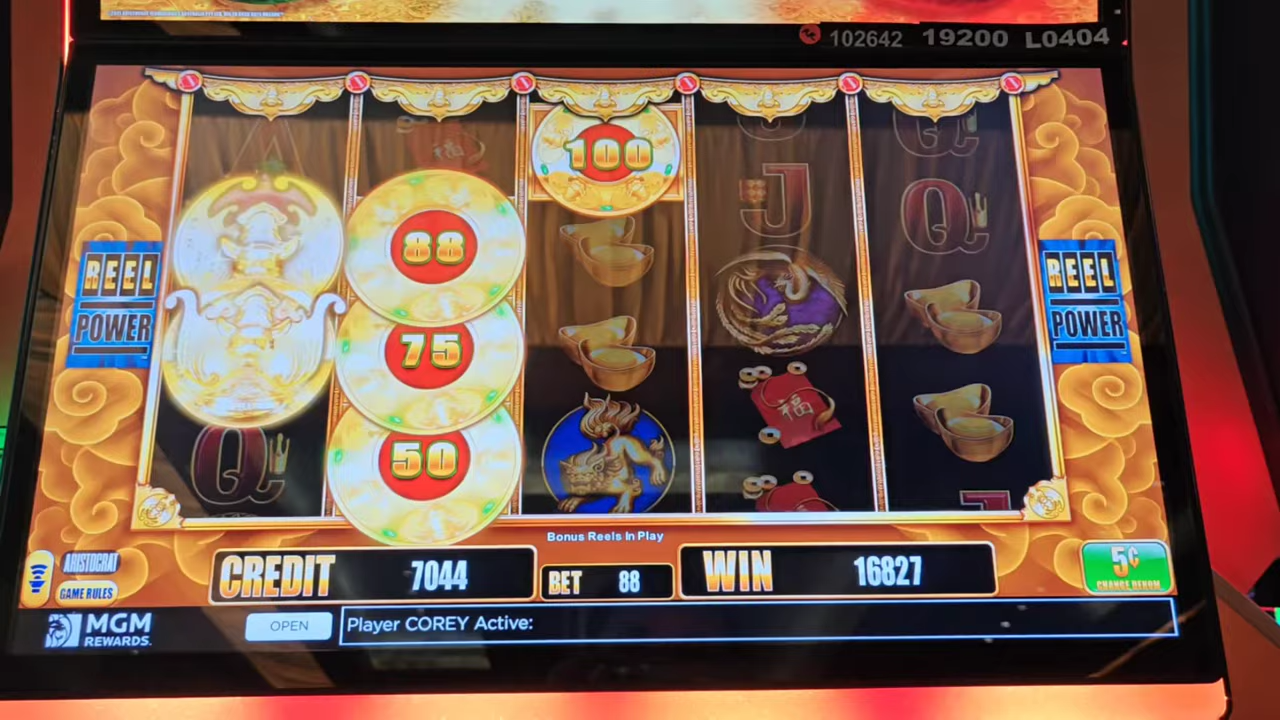 102642 19200 L0404
100
J
Q
88
REEL
POWER
REEL
POWER
75
福
50
Q
Bonus Reels In Play
ARISTOCRAT
GAME RULES
CREDIT 7044
BET 88
WIN 16827
5¢
CHANGE DENOM
MGM
REWARDS.
OPEN
Player COREY Active: